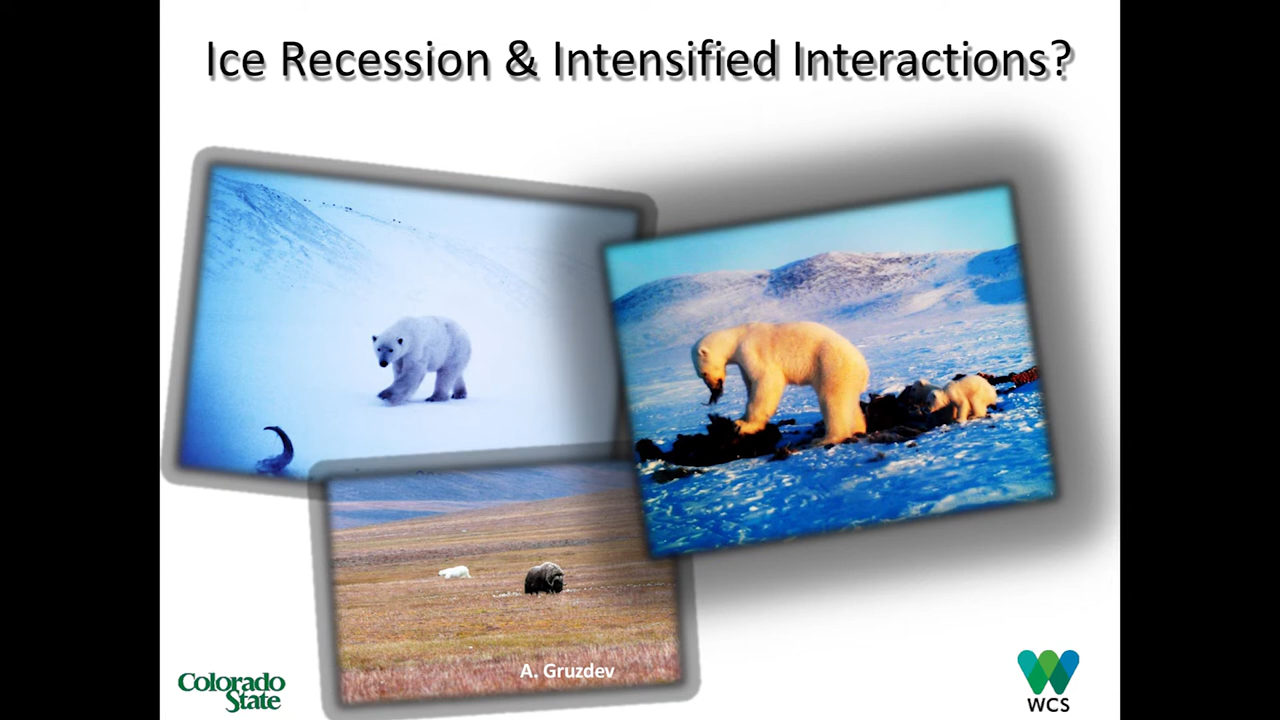 Ice Recession & Intensified Interactions?
A. Gruzdev
Colorado
State
WCS